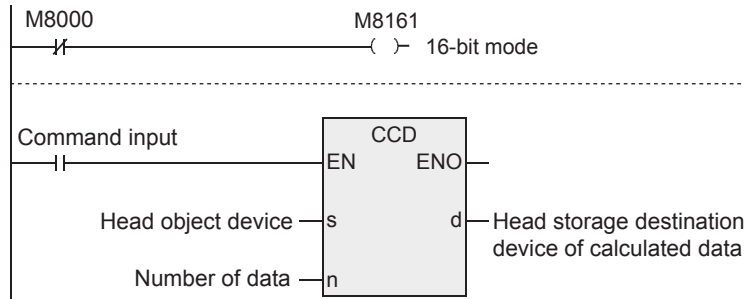 M8000
M8161
16-bit mode
Command input
CCD
EN
ENO
Head object device
s
d
Head storage destination
device of calculated data
Number of data
n